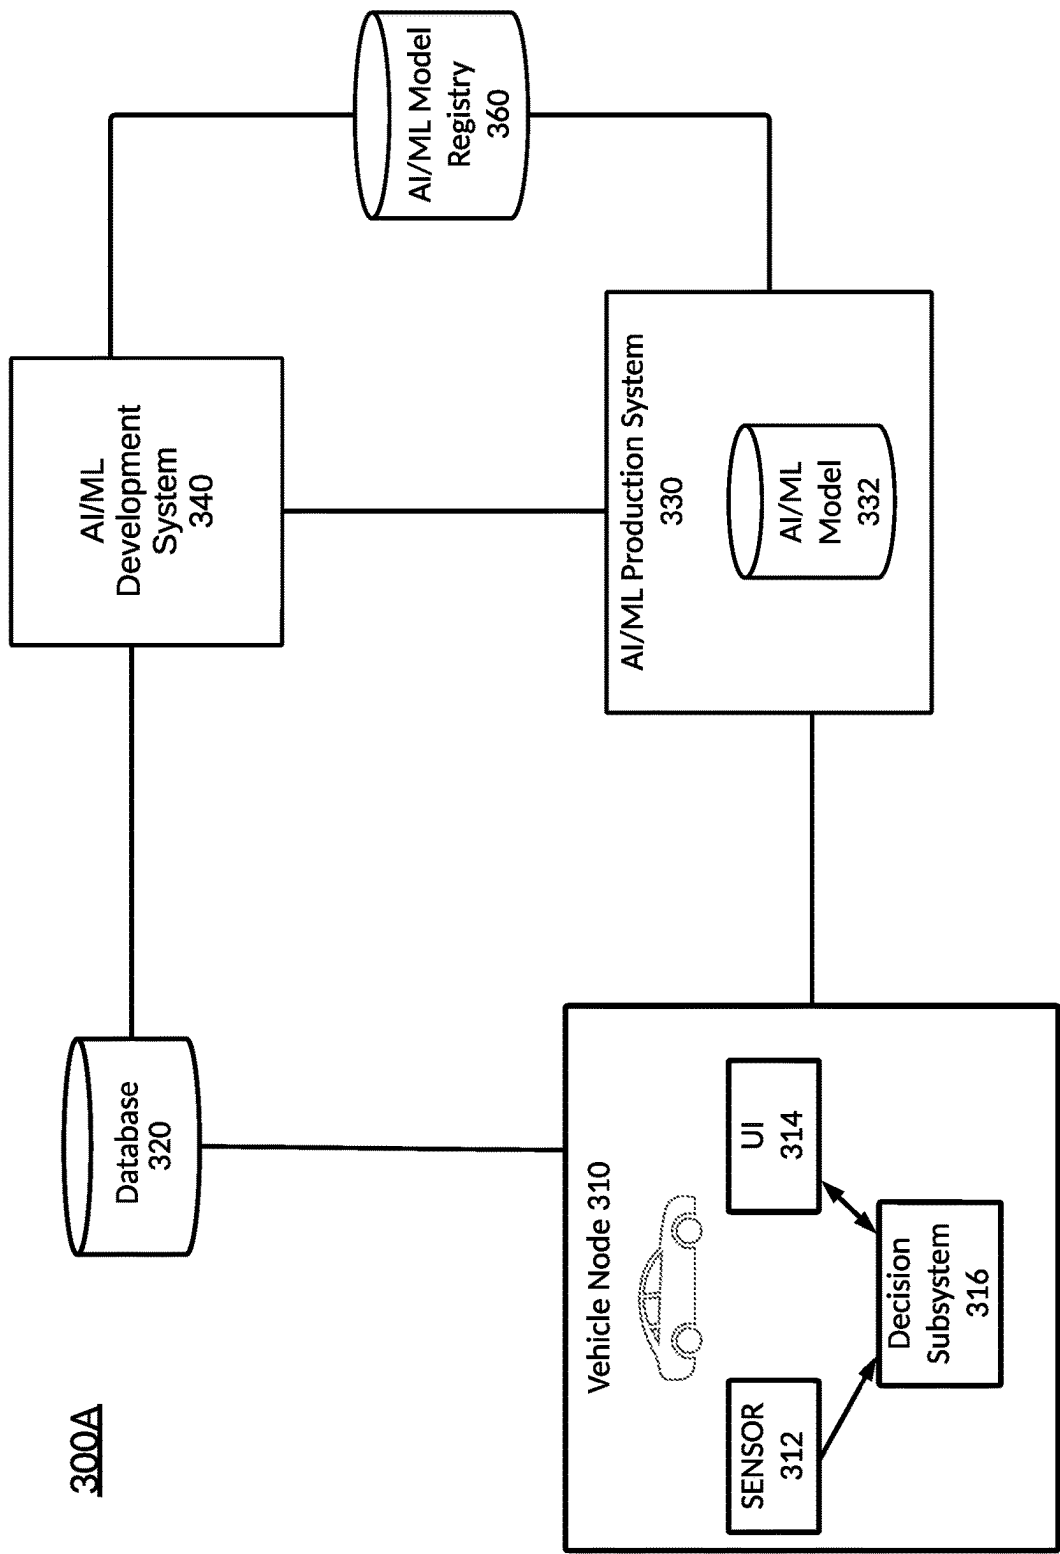 300A
Database
320
AI/ML
Development
System
340
AI/ML Model
Registry
360
Vehicle Node 310
SENSOR
312
UI
314
Decision
Subsystem
316
AI/ML Production System
330
AI/ML
Model
332